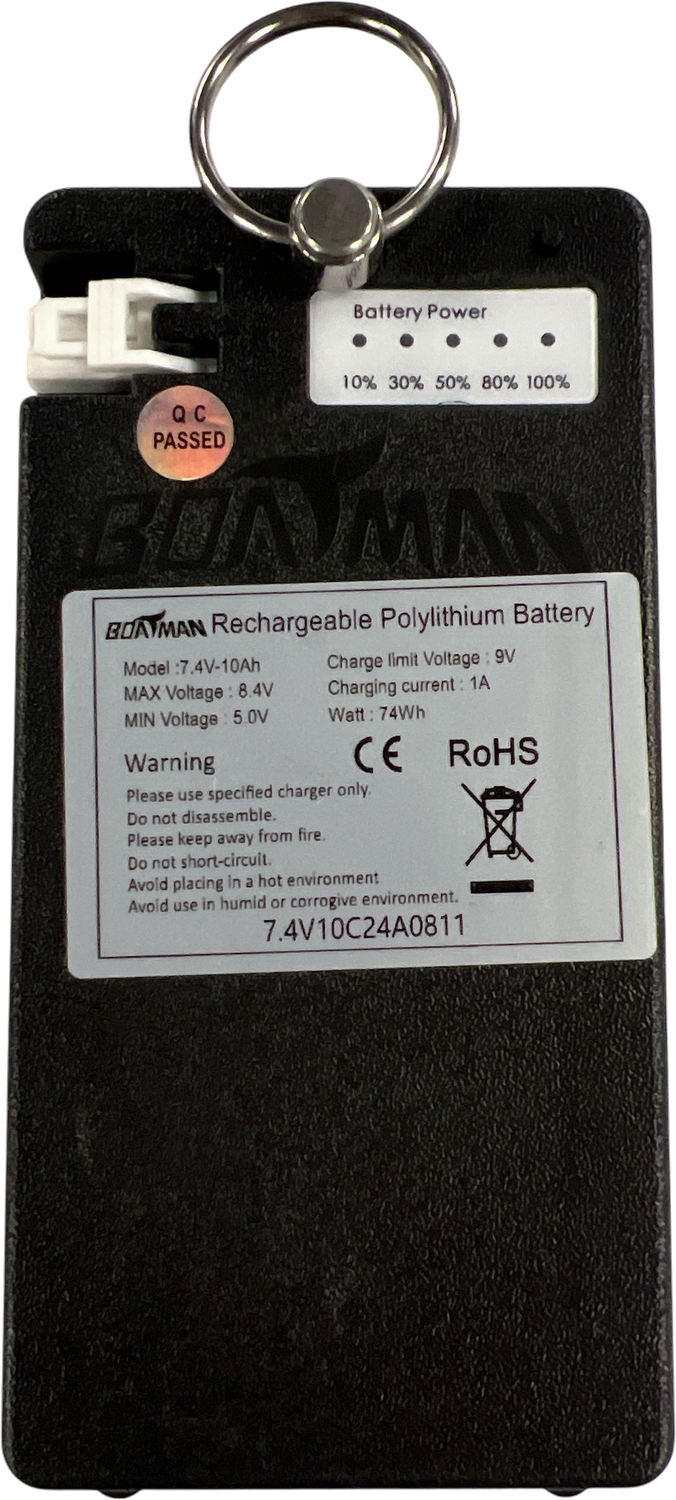 Battery Power
10% 30% 50% 80% 100%
Q C
PASSED
BOATMAN
BOATMAN Rechargeable Polylithium Battery
Model :7.4V-10Ah
Charge limit Voltage : 9V
MAX Voltage : 8.4V
Charging current : 1A
MIN Voltage : 5.0V
Watt : 74Wh
Warning
CE RoHS
Please use specified charger only.
Do not disassemble.
Please keep away from fire.
Do not short-circuit.
Avoid placing in a hot environment
Avoid use in humid or corrogive environment.
7.4V10C24A0811